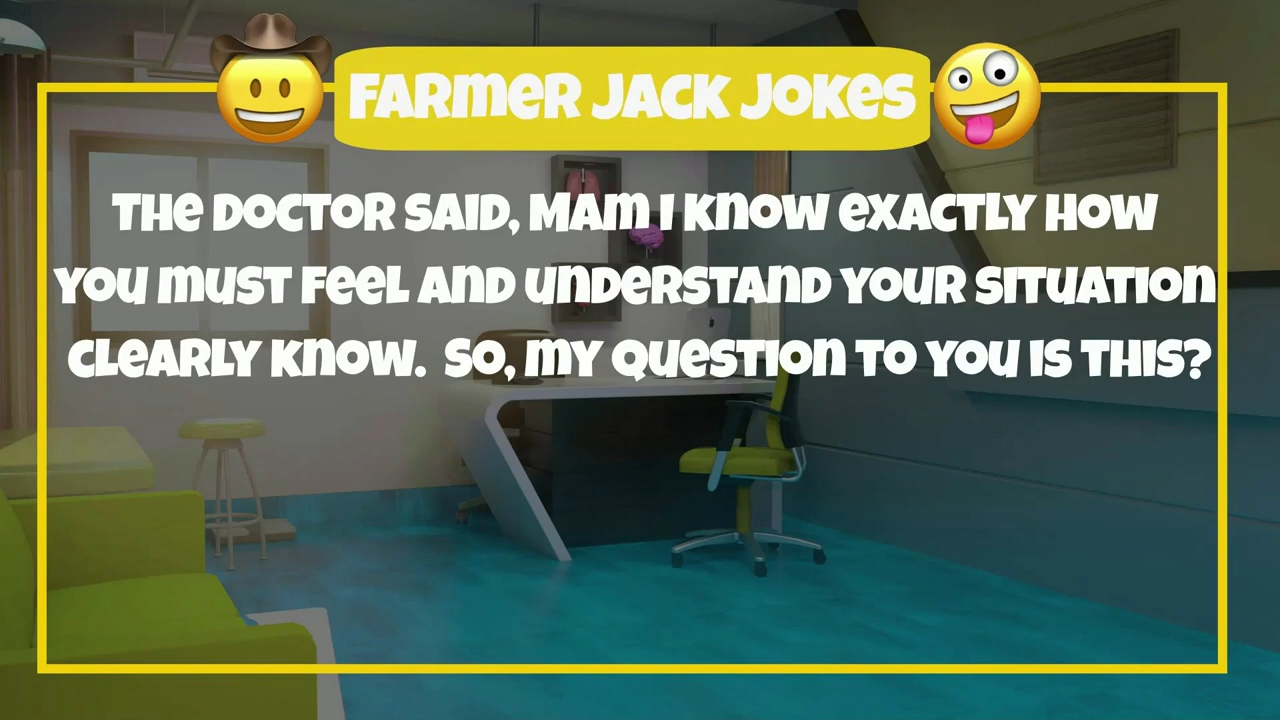 FARMER JACK JOKES
THE DOCTOR SAID, MAM I KNOW EXACTLY HOW
YOU MUST FEEL AND UNDERSTAND YOUR SITUATION
CLEARLY KNOW. SO, MY QUESTION TO YOU IS THIS?